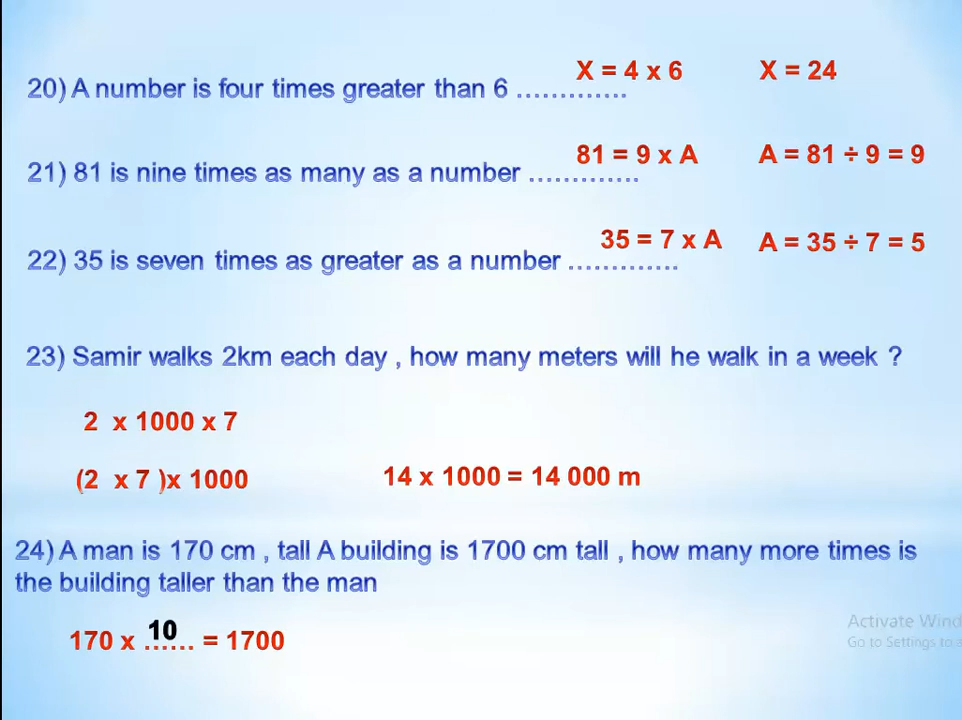 20) A number is four times greater than 6 ............. X = 4 x 6 X = 24
21) 81 is nine times as many as a number ............. 81 = 9 x A A = 81 ÷ 9 = 9
22) 35 is seven times as greater as a number ............. 35 = 7 x A A = 35 ÷ 7 = 5
23) Samir walks 2km each day , how many meters will he walk in a week ?
2 x 1000 x 7
(2 x 7 )x 1000 14 x 1000 = 14 000 m
24) A man is 170 cm , tall A building is 1700 cm tall , how many more times is
the building taller than the man
170 x 10 ...... = 1700
Activate Wind
Go to Settings to a